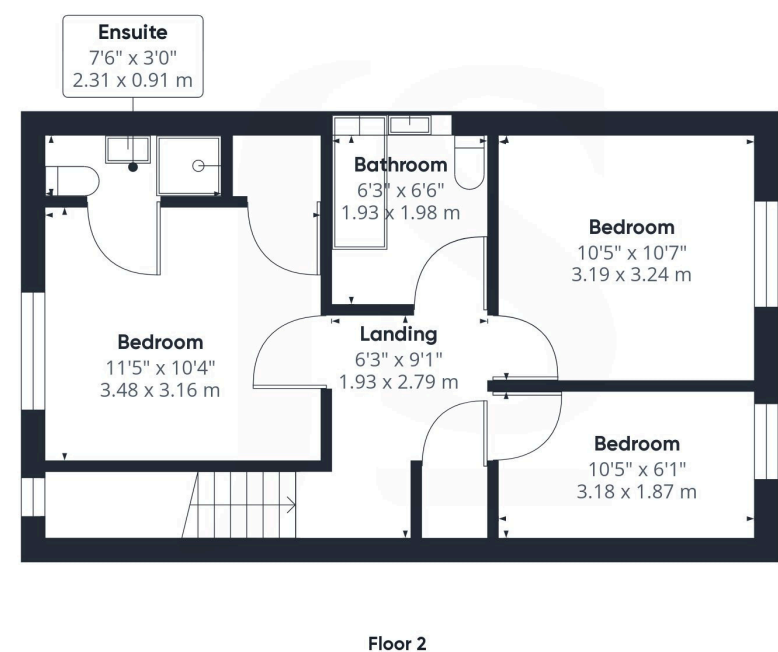 Ensuite
7'6" x 3'0"
2.31 x 0.91 m
Bathroom
6'3" x 6'6"
1.93 x 1.98 m
Bedroom
10'5" x 10'7"
3.19 x 3.24 m
Bedroom
11'5" x 10'4"
3.48 x 3.16 m
Landing
6'3" x 9'1"
1.93 x 2.79 m
Bedroom
10'5" x 6'1"
3.18 x 1.87 m
Floor 2